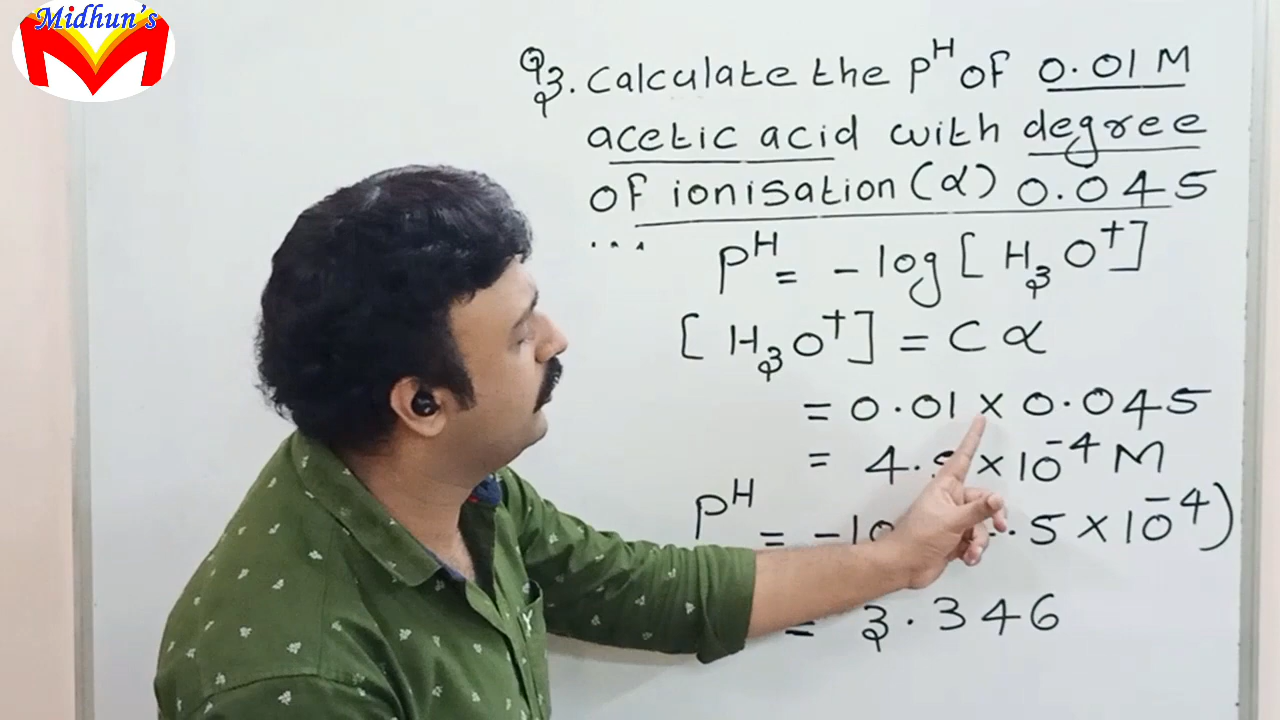 Midhun's
Q3. Calculate the pH of 0.01 M
acetic acid with degree
of ionisation (α) 0.045
... pH = -log [H3O+]
[H3O+] = C α
= 0.01 × 0.045
= 4. × 10-4 M
pH = - 5 × 10-4)
= 3.346